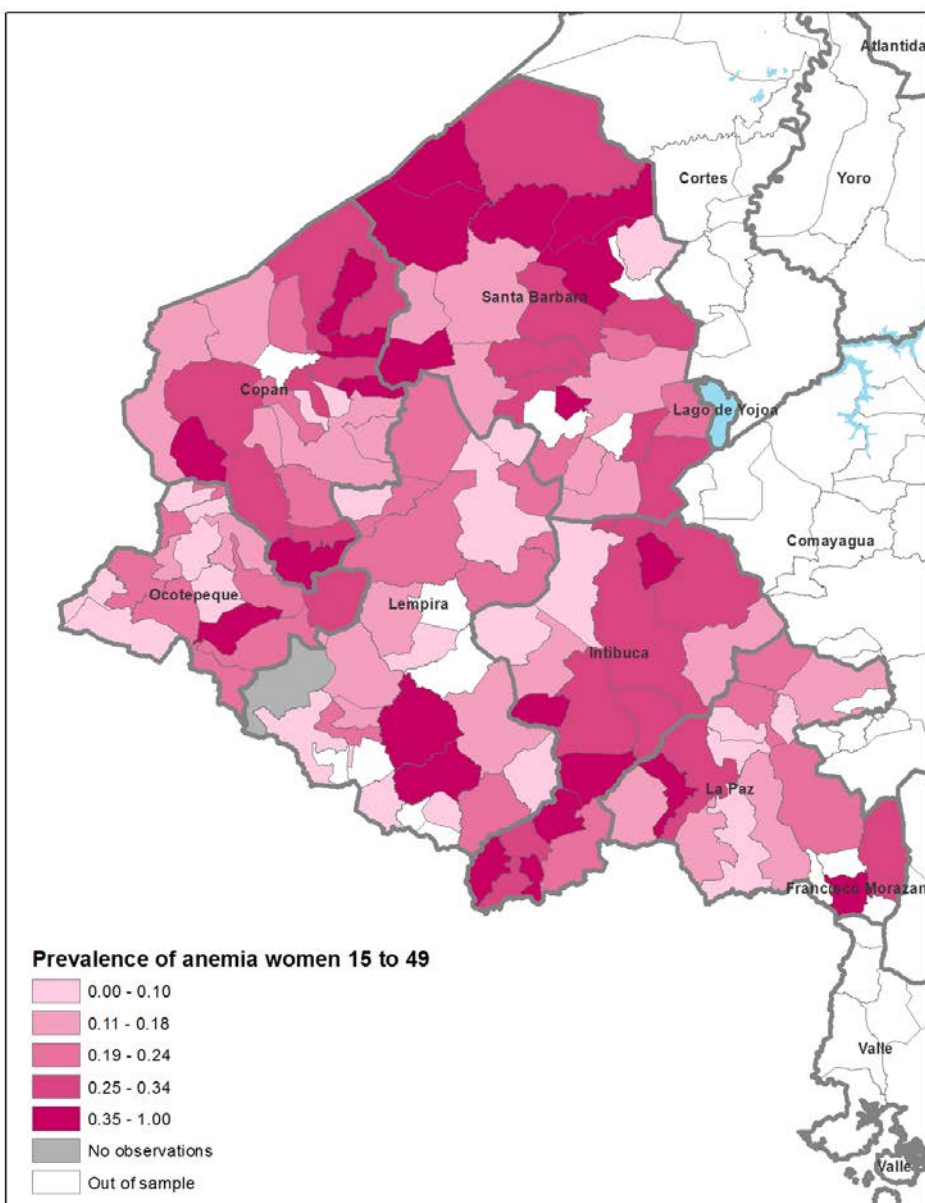 Atlantida
Cortes
Yoro
Santa Barbara
Copan
Lago de Yojoa
Comayagua
Ocotepeque
Lempira
Intibuca
La Paz
Francisco Morazan
Prevalence of anemia women 15 to 49
0.00 - 0.10
0.11 - 0.18
0.19 - 0.24
0.25 - 0.34
0.35 - 1.00
No observations
Out of sample
Valle
Valle